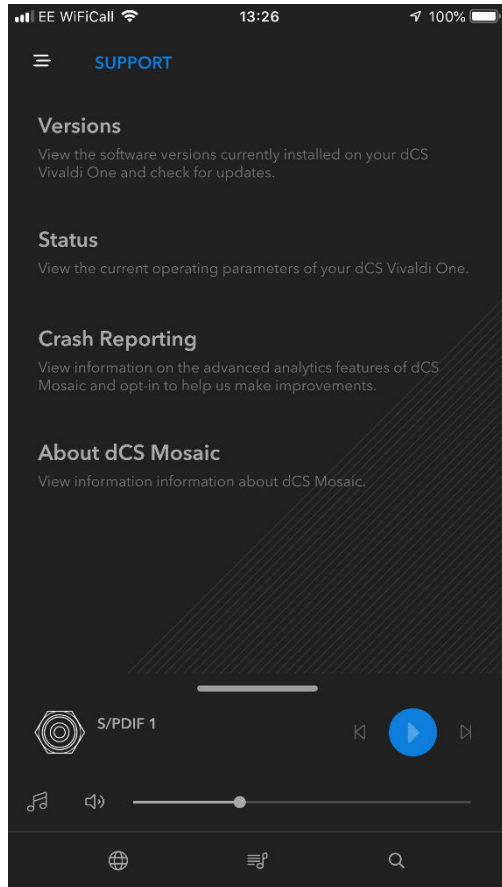 EE WiFiCall 13:26 100%
SUPPORT
Versions
View the software versions currently installed on your dCS
Vivaldi One and check for updates.
Status
View the current operating parameters of your dCS Vivaldi One.
Crash Reporting
View information on the advanced analytics features of dCS
Mosaic and opt-in to help us make improvements.
About dCS Mosaic
View information information about dCS Mosaic.
S/PDIF 1